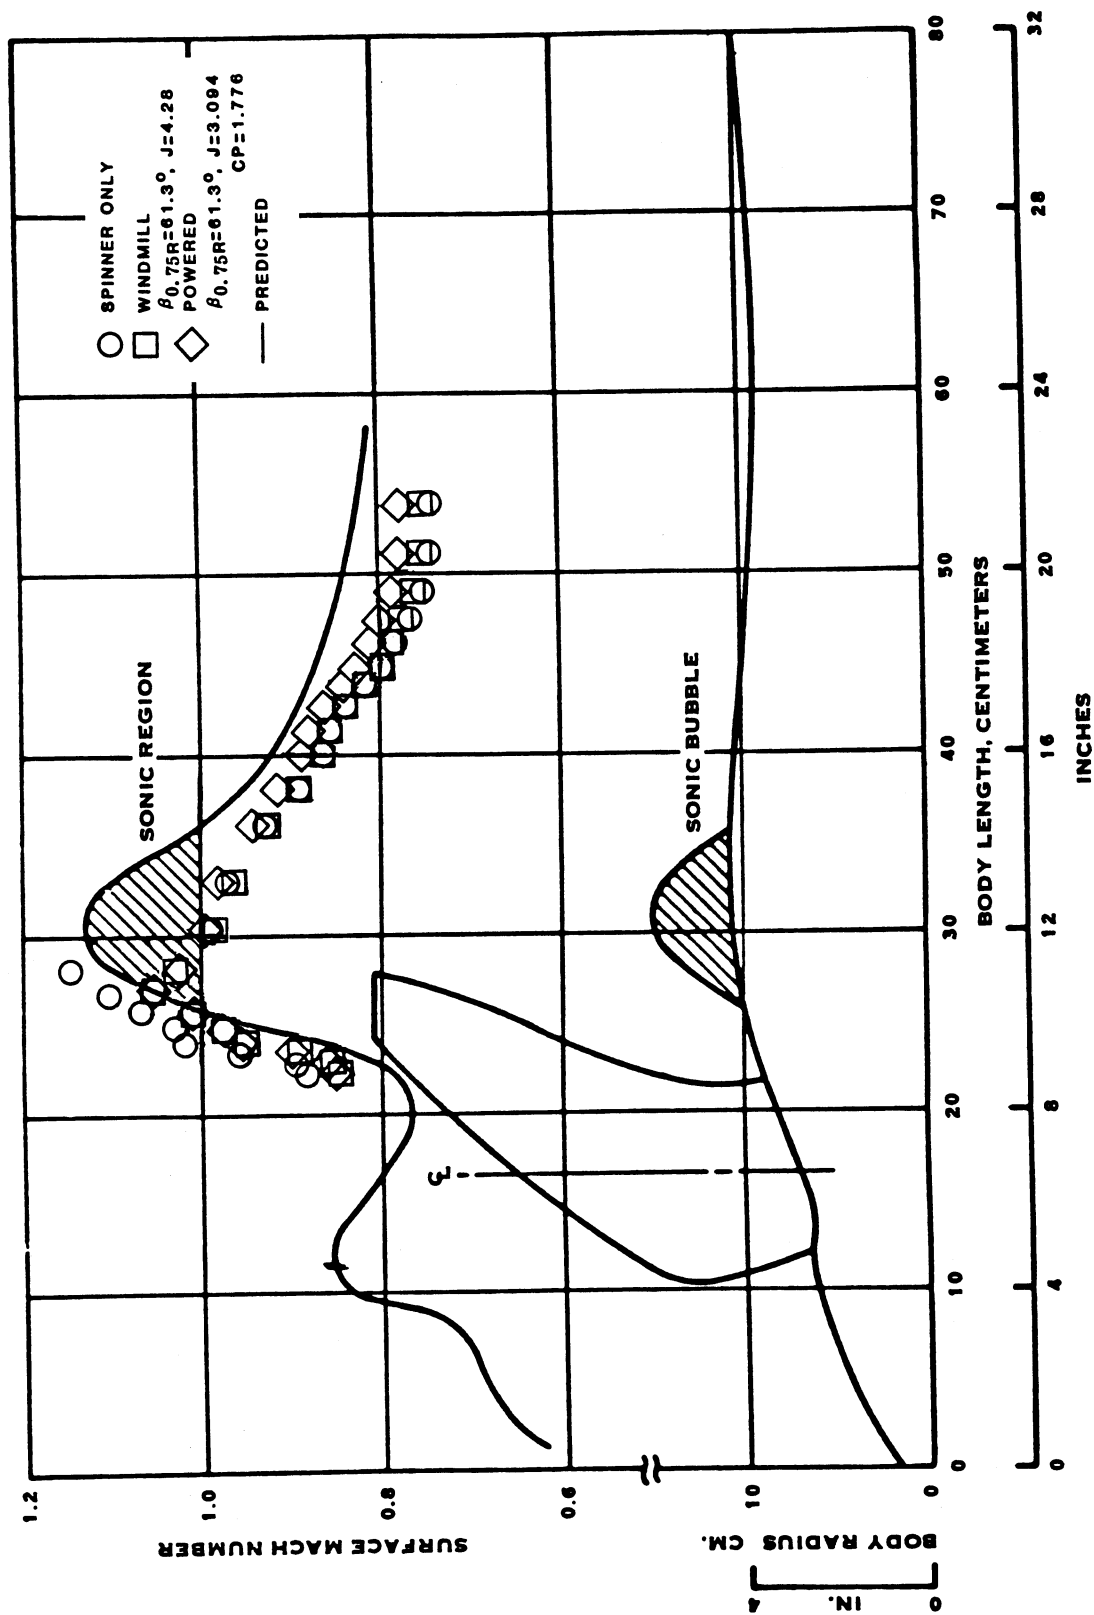 SPINNER ONLY
WINDMILL
β0.75R=61.3°, J=4.28
POWERED
β0.75R=61.3°, J=3.094
CP=1.776
PREDICTED
SONIC REGION
SONIC BUBBLE
℄
SURFACE MACH NUMBER
1.2
1.0
0.8
0.6
BODY RADIUS CM.
10
0
IN.
4
0
0 10 20 30 40 50 60 70 80
BODY LENGTH, CENTIMETERS
0 4 8 12 16 20 24 28 32
INCHES